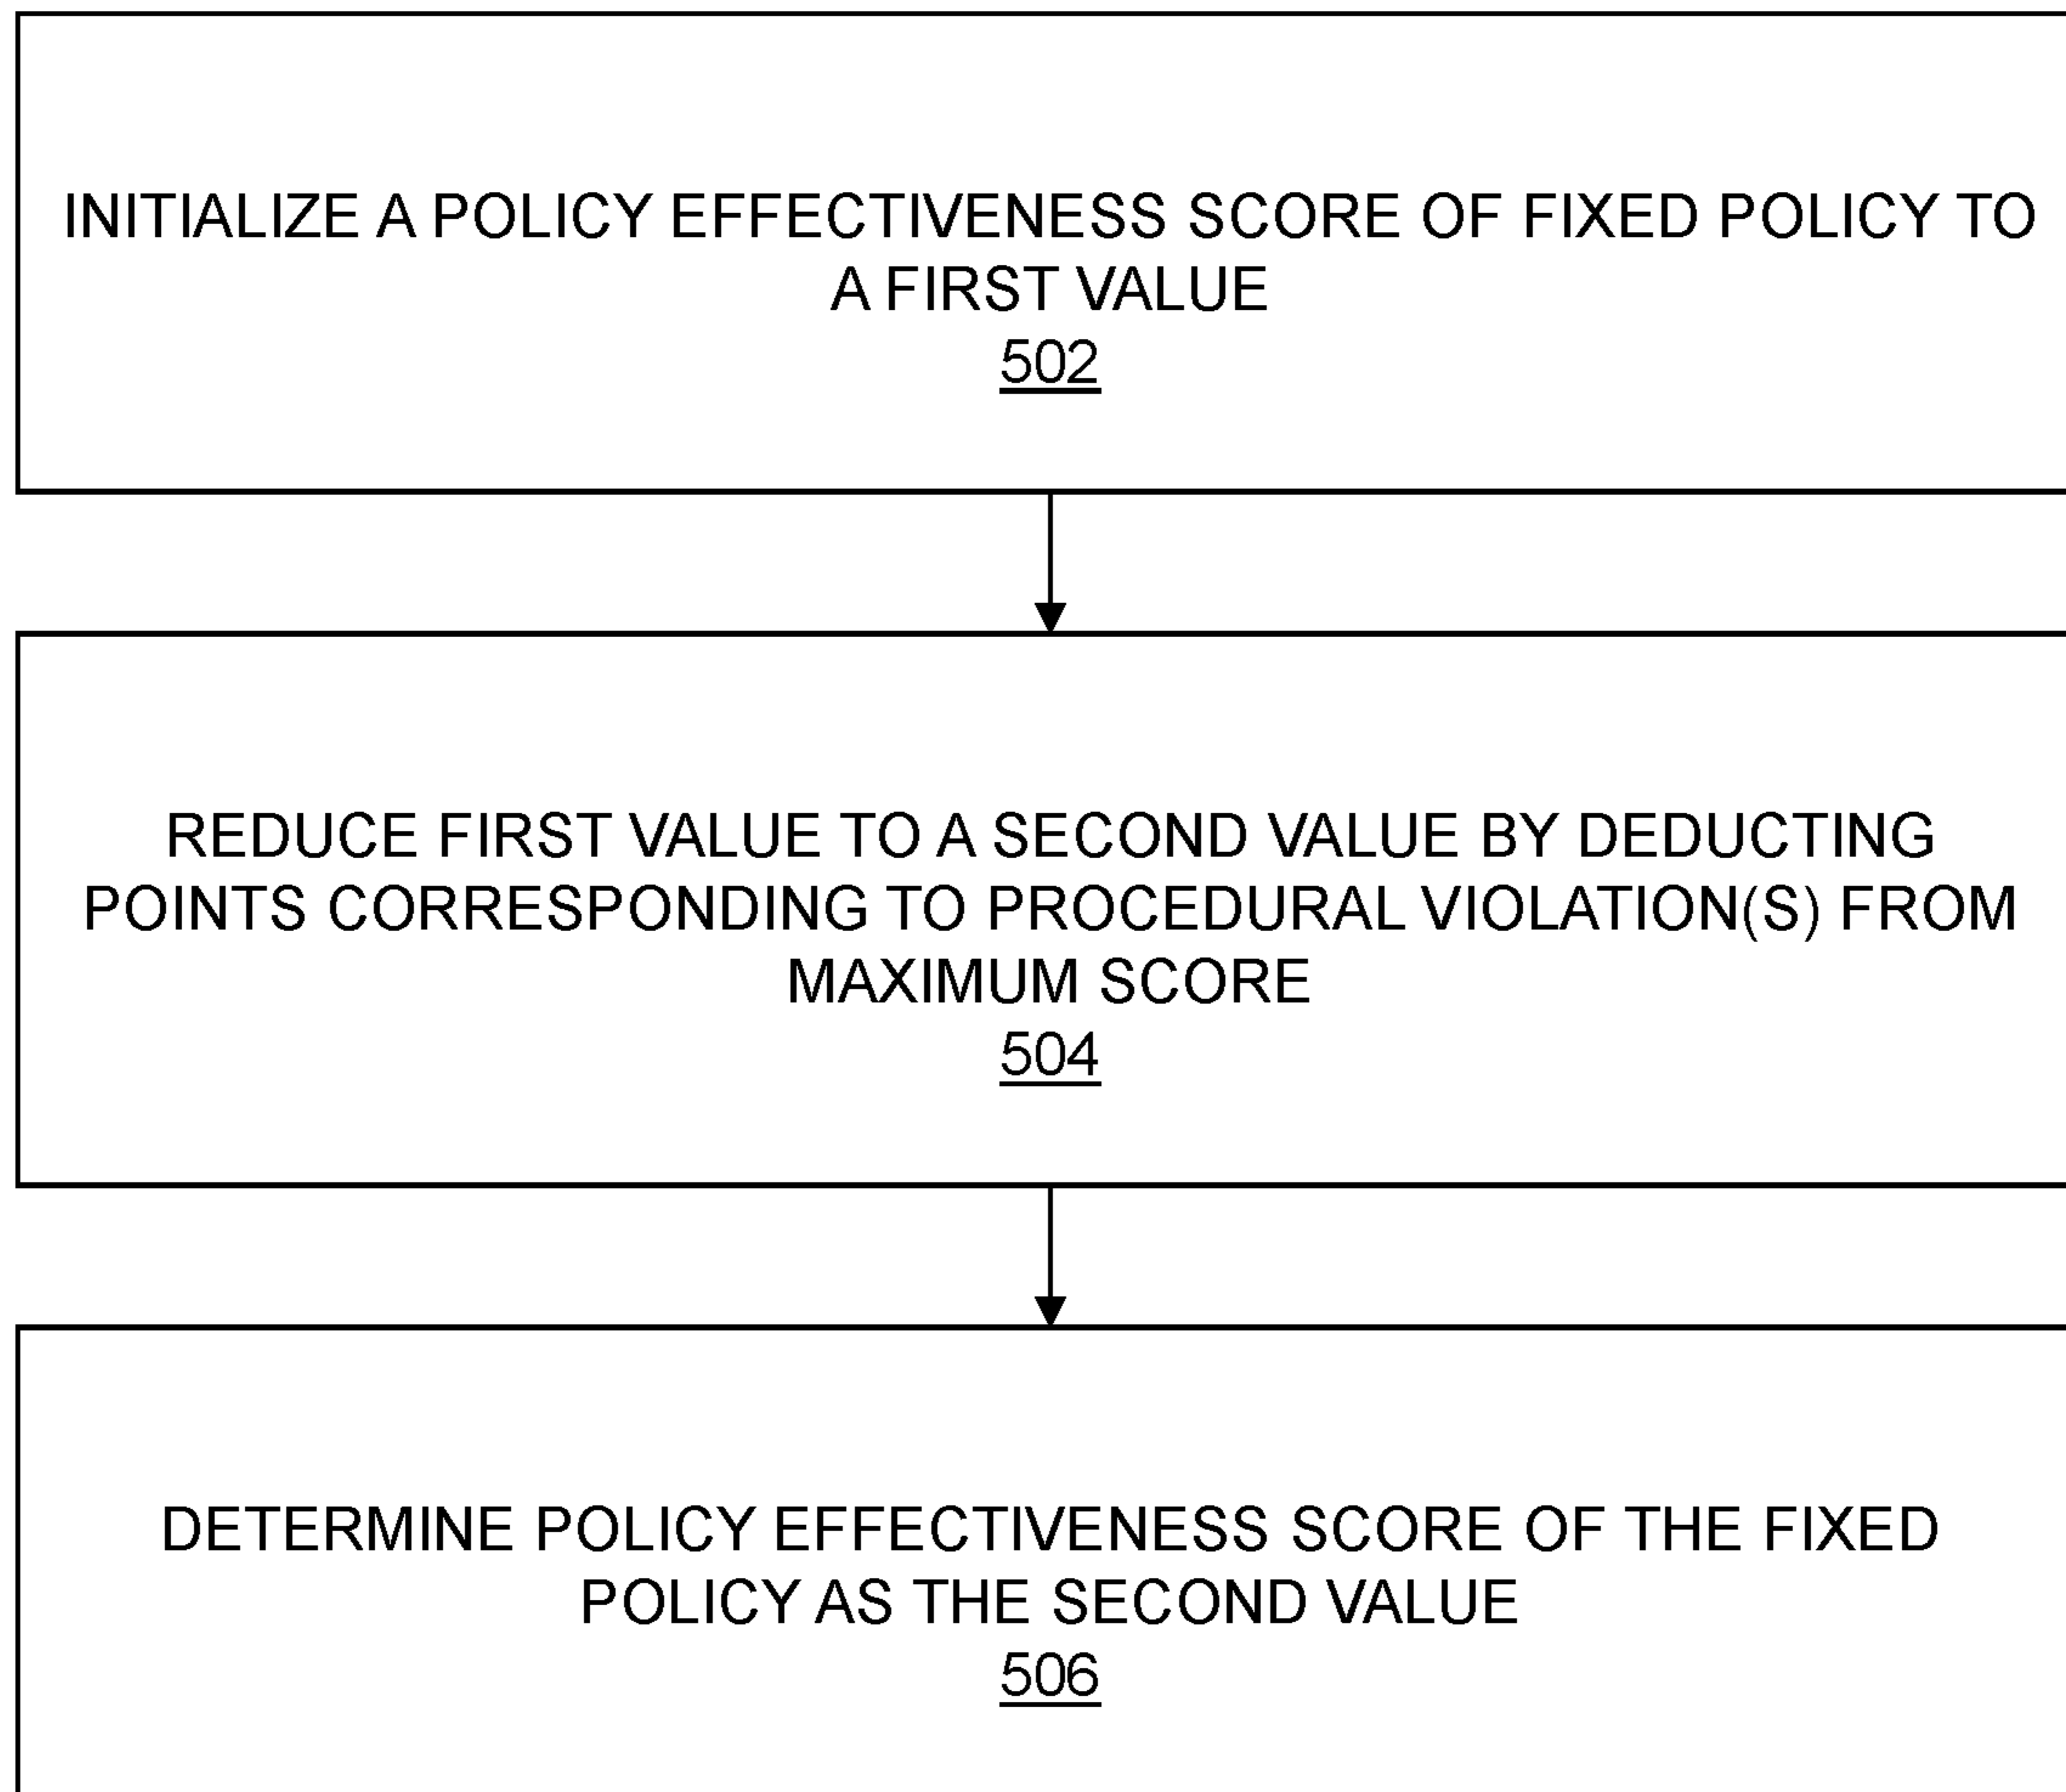 INITIALIZE A POLICY EFFECTIVENESS SCORE OF FIXED POLICY TO
A FIRST VALUE
502
REDUCE FIRST VALUE TO A SECOND VALUE BY DEDUCTING
POINTS CORRESPONDING TO PROCEDURAL VIOLATION(S) FROM
MAXIMUM SCORE
504
DETERMINE POLICY EFFECTIVENESS SCORE OF THE FIXED
POLICY AS THE SECOND VALUE
506